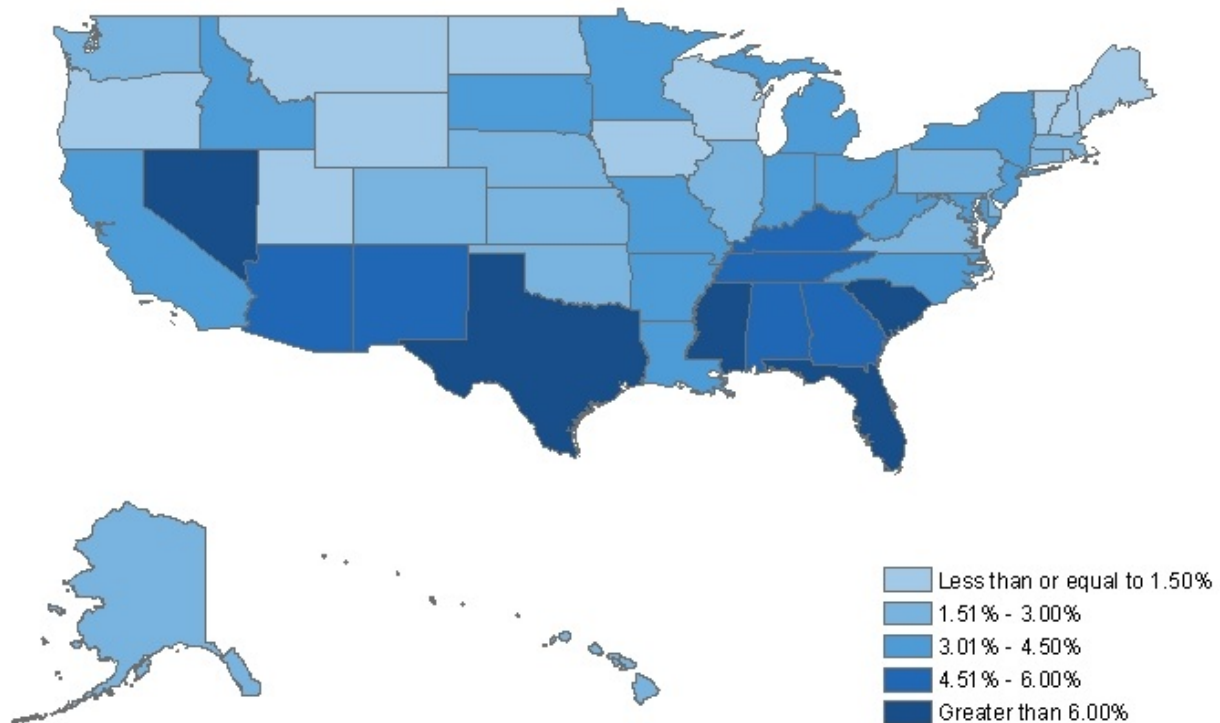 Less than or equal to 1.50%
1.51% - 3.00%
3.01% - 4.50%
4.51% - 6.00%
Greater than 6.00%